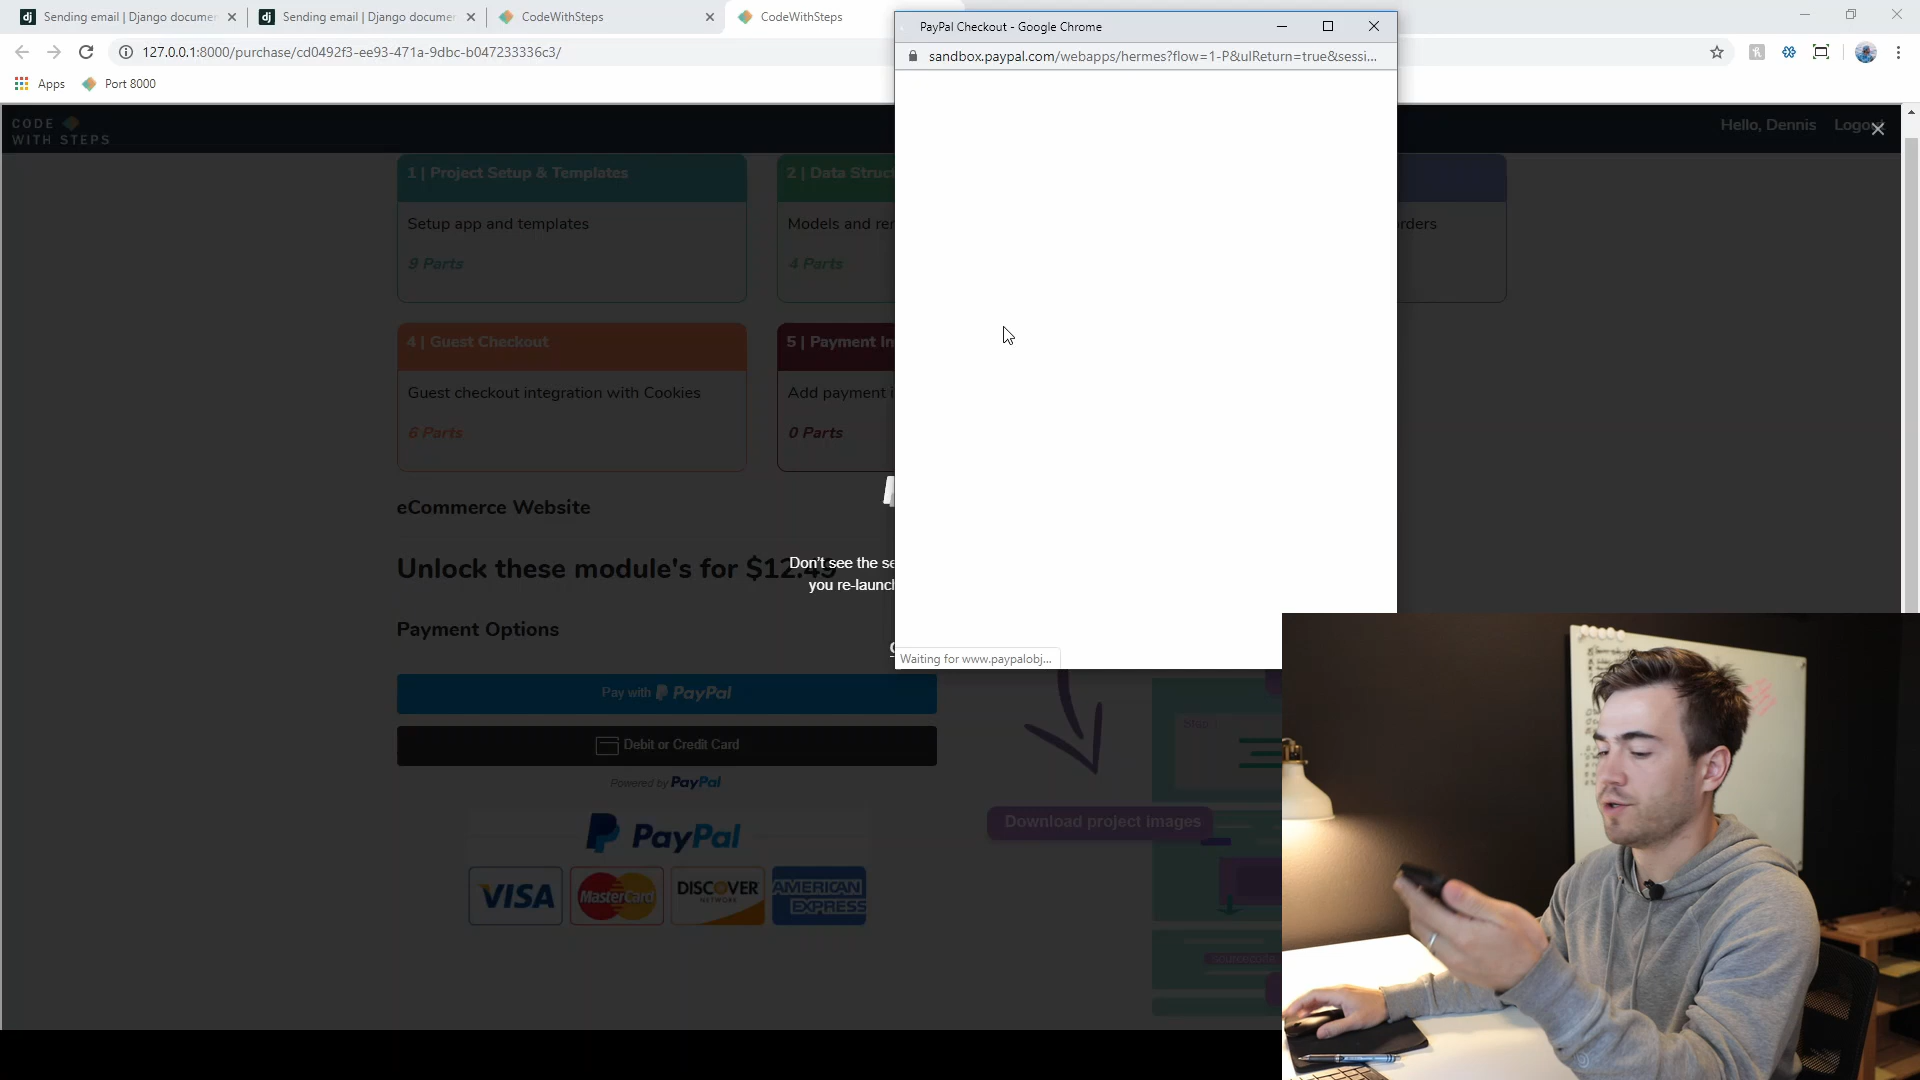 Sending email | Django documen
Sending email | Django documen
CodeWithSteps
CodeWithSteps
PayPal Checkout - Google Chrome
127.0.0.1:8000/purchase/cd0492f3-ee93-471a-9dbc-b047233336c3/
sandbox.paypal.com/webapps/hermes?flow=1-P&ulReturn=true&sessi...
Apps
Port 8000
CODE
WITH STEPS
Hello, Dennis
Logout
1 | Project Setup & Templates
2 | Data Struc
Setup app and templates
Models and re
rders
9 Parts
4 Parts
4 | Guest Checkout
5 | Payment In
Guest checkout integration with Cookies
Add payment i
6 Parts
0 Parts
eCommerce Website
Unlock these module's for $12.49
Don't see the se
you re-launch
Payment Options
Waiting for www.paypalobj...
Pay with PayPal
Debit or Credit Card
Powered by PayPal
Step
Download project images
PayPal
VISA
MasterCard
DISCOVER
NETWORK
AMERICAN
EXPRESS